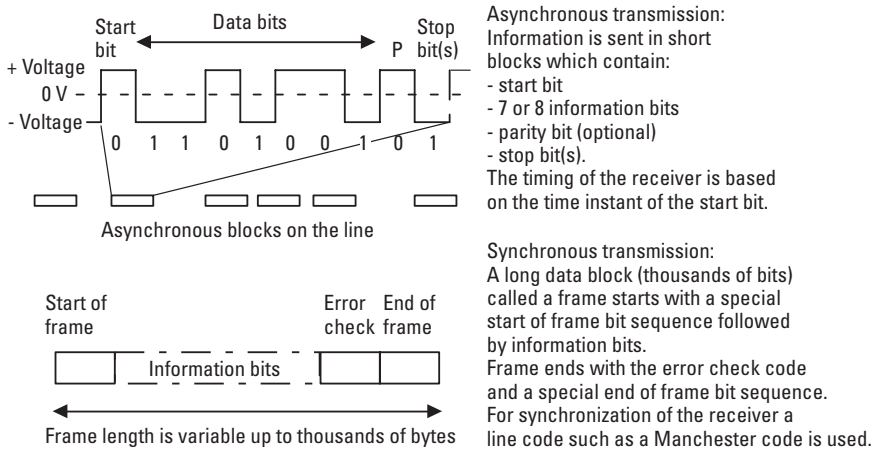 Start
bit
Data bits
P
Stop
bit(s)
+ Voltage
0 V
- Voltage
0 1 1 0 1 0 0 1 0 1
Asynchronous blocks on the line
Asynchronous transmission:
Information is sent in short
blocks which contain:
- start bit
- 7 or 8 information bits
- parity bit (optional)
- stop bit(s).
The timing of the receiver is based
on the time instant of the start bit.
Start of
frame
Information bits
Error
check
End of
frame
Frame length is variable up to thousands of bytes
Synchronous transmission:
A long data block (thousands of bits)
called a frame starts with a special
start of frame bit sequence followed
by information bits.
Frame ends with the error check code
and a special end of frame bit sequence.
For synchronization of the receiver a
line code such as a Manchester code is used.